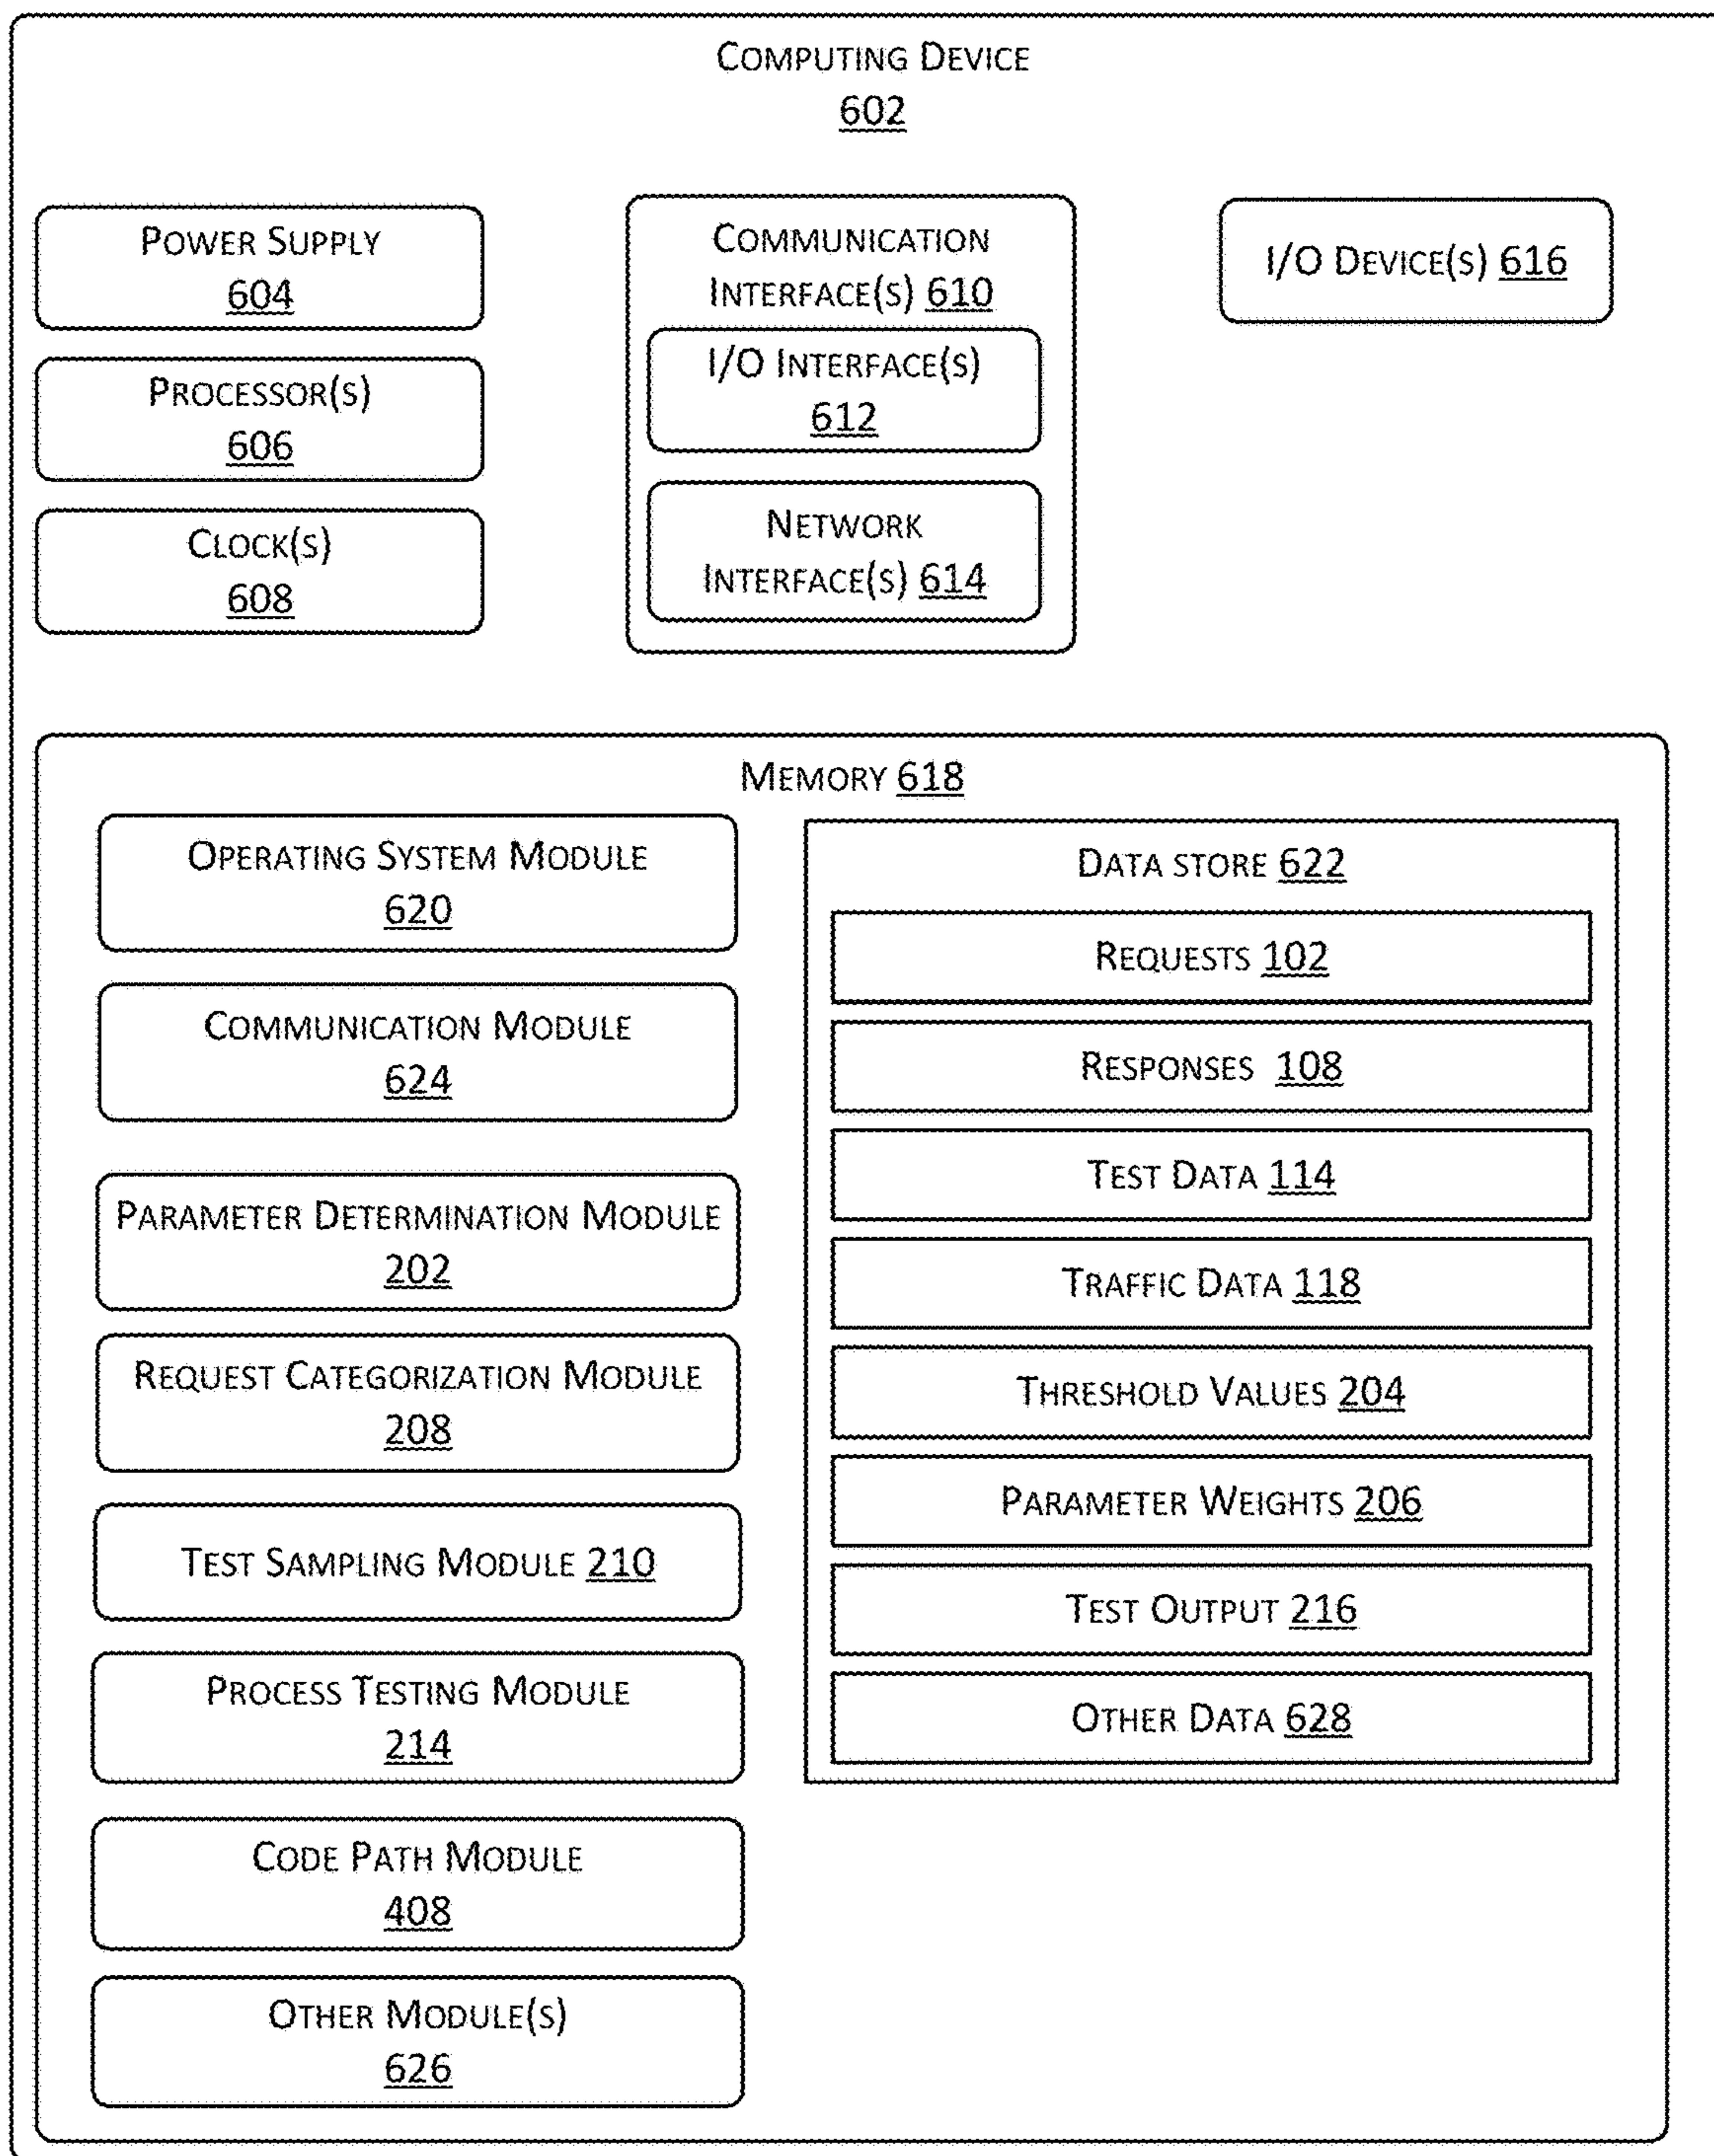 COMPUTING DEVICE
602
POWER SUPPLY
604
PROCESSOR(S)
606
CLOCK(S)
608
COMMUNICATION
INTERFACE(S) 610
I/O INTERFACE(S)
612
NETWORK
INTERFACE(S) 614
I/O DEVICE(S) 616
MEMORY 618
OPERATING SYSTEM MODULE
620
COMMUNICATION MODULE
624
PARAMETER DETERMINATION MODULE
202
REQUEST CATEGORIZATION MODULE
208
TEST SAMPLING MODULE 210
PROCESS TESTING MODULE
214
CODE PATH MODULE
408
OTHER MODULE(S)
626
DATA STORE 622
REQUESTS 102
RESPONSES 108
TEST DATA 114
TRAFFIC DATA 118
THRESHOLD VALUES 204
PARAMETER WEIGHTS 206
TEST OUTPUT 216
OTHER DATA 628